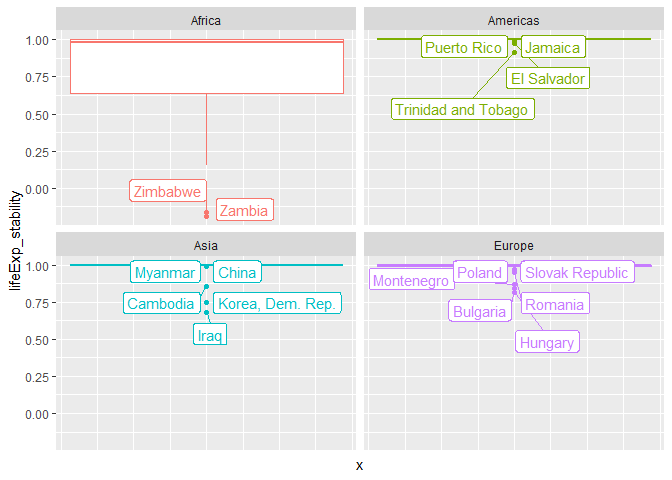 Africa
Americas
1.00
0.75
0.50
0.25
0.00
Zimbabwe
Zambia
Puerto Rico
Jamaica
El Salvador
Trinidad and Tobago
lifeExp_stability
Asia
Europe
1.00
0.75
0.50
0.25
0.00
Myanmar
China
Cambodia
Korea, Dem. Rep.
Iraq
Montenegro
Poland
Slovak Republic
Bulgaria
Romania
Hungary
x